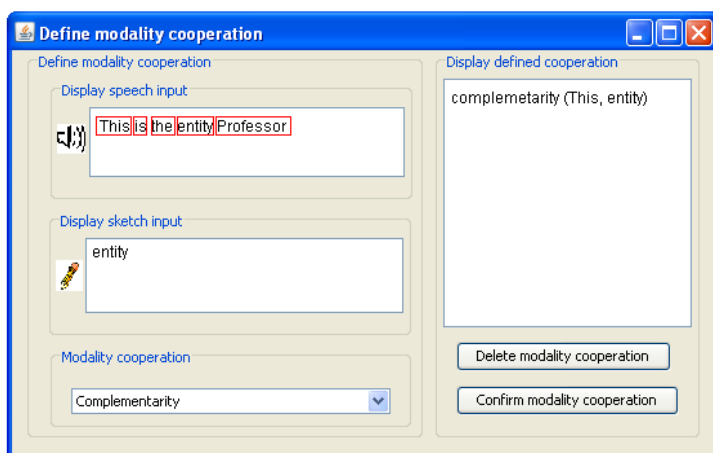 Define modality cooperation
Define modality cooperation
Display speech input
This is the entity Professor
Display sketch input
entity
Modality cooperation
Complementarity
Display defined cooperation
complemetarity (This, entity)
Delete modality cooperation
Confirm modality cooperation